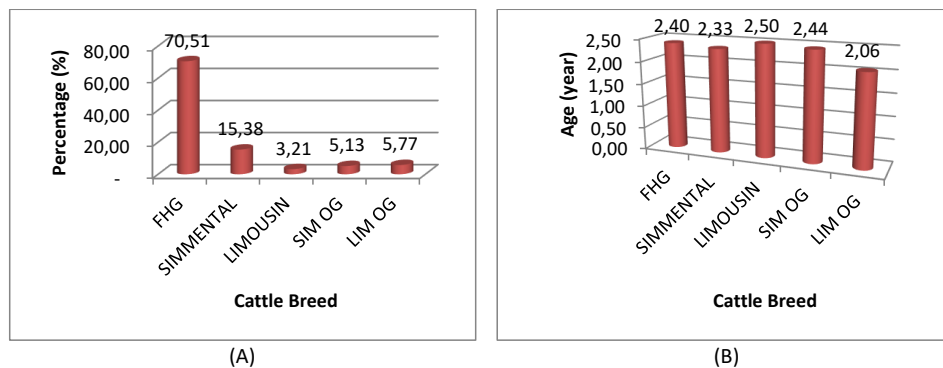 80,00
60,00
40,00
20,00
-
Percentage (%)
70,51
15,38
3,21
5,13
5,77
FHG
SIMMENTAL
LIMOUSIN
SIM OG
LIM OG
Cattle Breed
(A)
2,50
2,00
1,50
1,00
0,50
0,00
Age (year)
2,40
2,33
2,50
2,44
2,06
FHG
SIMMENTAL
LIMOUSIN
SIM OG
LIM OG
Cattle Breed
(B)